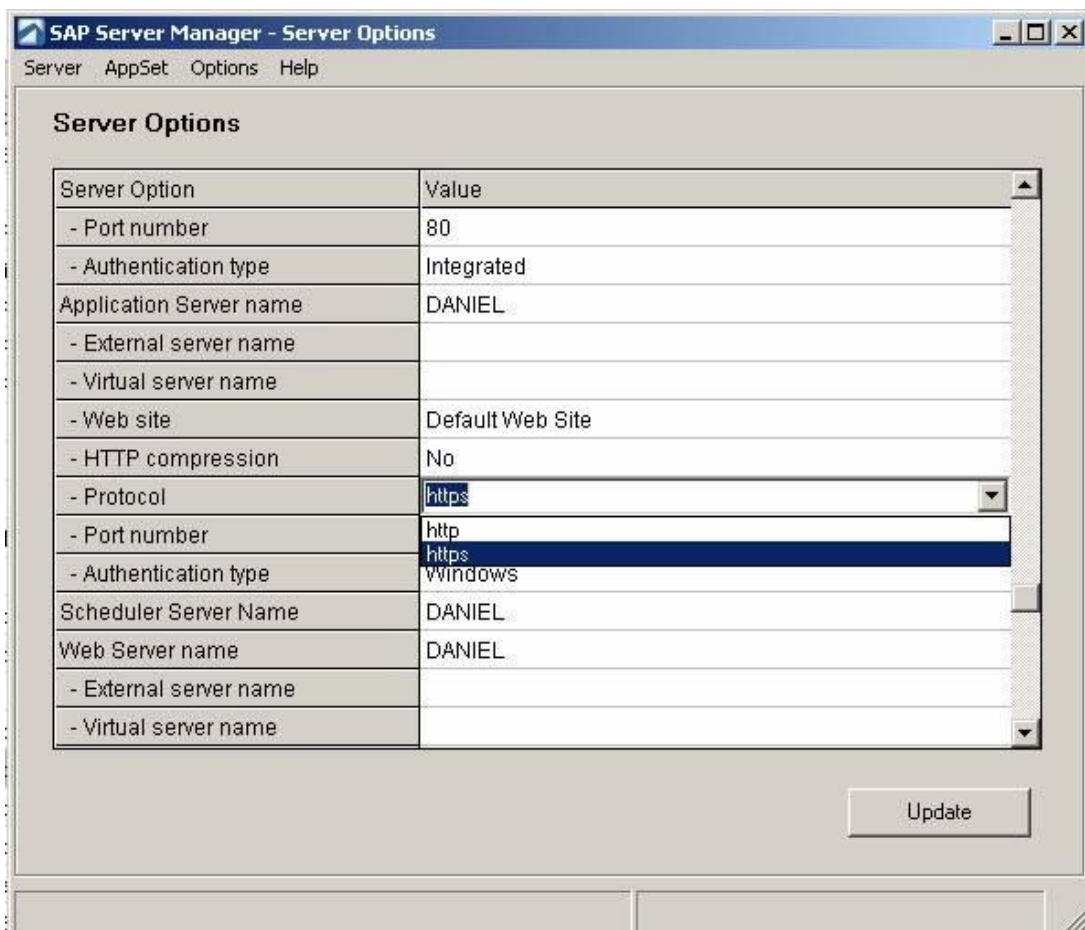 SAP Server Manager - Server Options
Server AppSet Options Help
Server Options
Server Option Value
- Port number 80
- Authentication type Integrated
Application Server name DANIEL
- External server name
- Virtual server name
- Web site Default Web Site
- HTTP compression No
- Protocol https
- Port number http
https
- Authentication type Windows
Scheduler Server Name DANIEL
Web Server name DANIEL
- External server name
- Virtual server name
Update